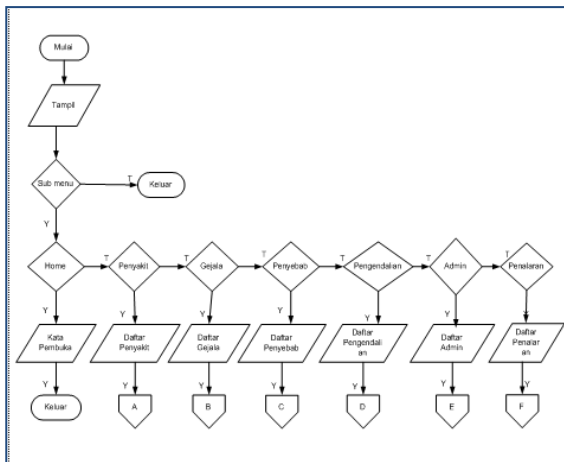 Mulai
Tampil
Sub menu
T
Keluar
Y
Home
T
Penyakit
T
Gejala
T
Penyebab
T
Pengendalian
T
Admin
T
Penalaran
Y
Y
Y
Y
Y
Y
Kata
Pembuka
Daftar
Penyakit
Daftar
Gejala
Daftar
Penyebab
Daftar
Pengendali
an
Daftar
Admin
Daftar
Penalar
an
Y
Y
Y
Y
Y
Y
Y
Keluar
A
B
C
D
E
F